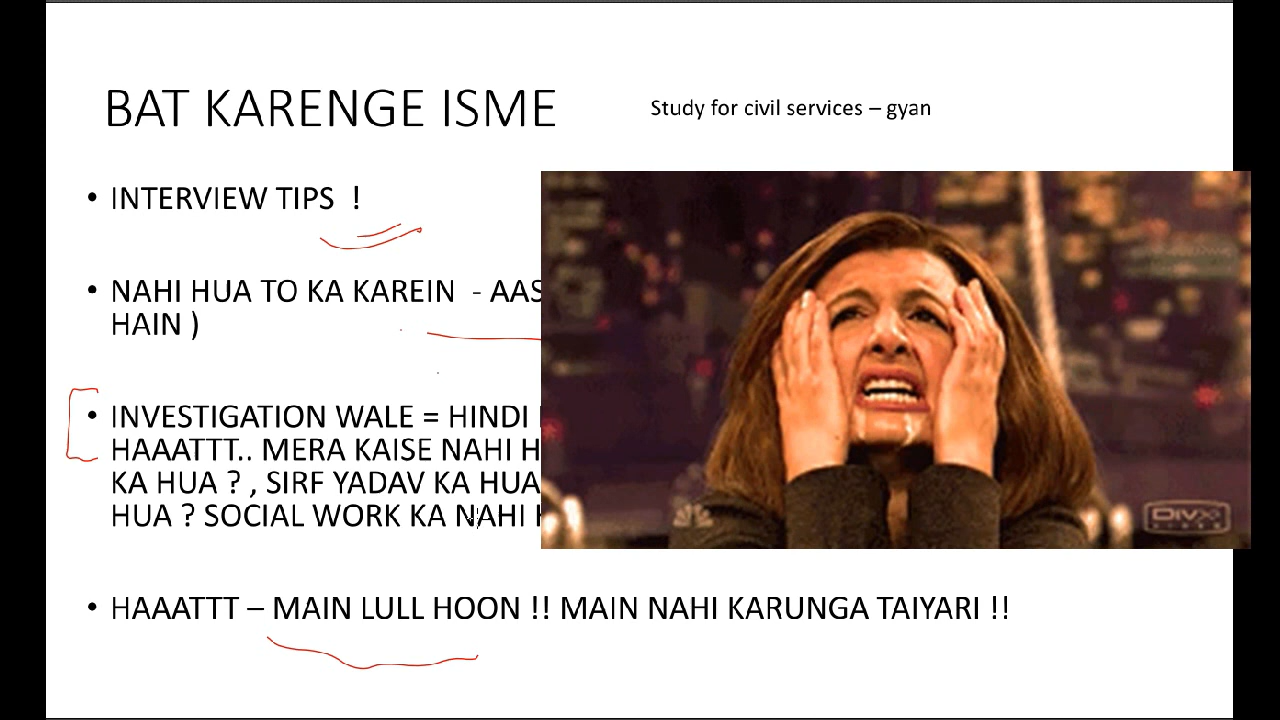 BAT KARENGE ISME
Study for civil services – gyan
• INTERVIEW TIPS !
• NAHI HUA TO KA KAREIN - AAS
HAIN )
• INVESTIGATION WALE = HINDI
HAAATTT.. MERA KAISE NAHI H
KA HUA ? , SIRF YADAV KA HUA
HUA ? SOCIAL WORK KA NAHI
• HAAATTT – MAIN LULL HOON !! MAIN NAHI KARUNGA TAIYARI !!
DivX
VIDEO